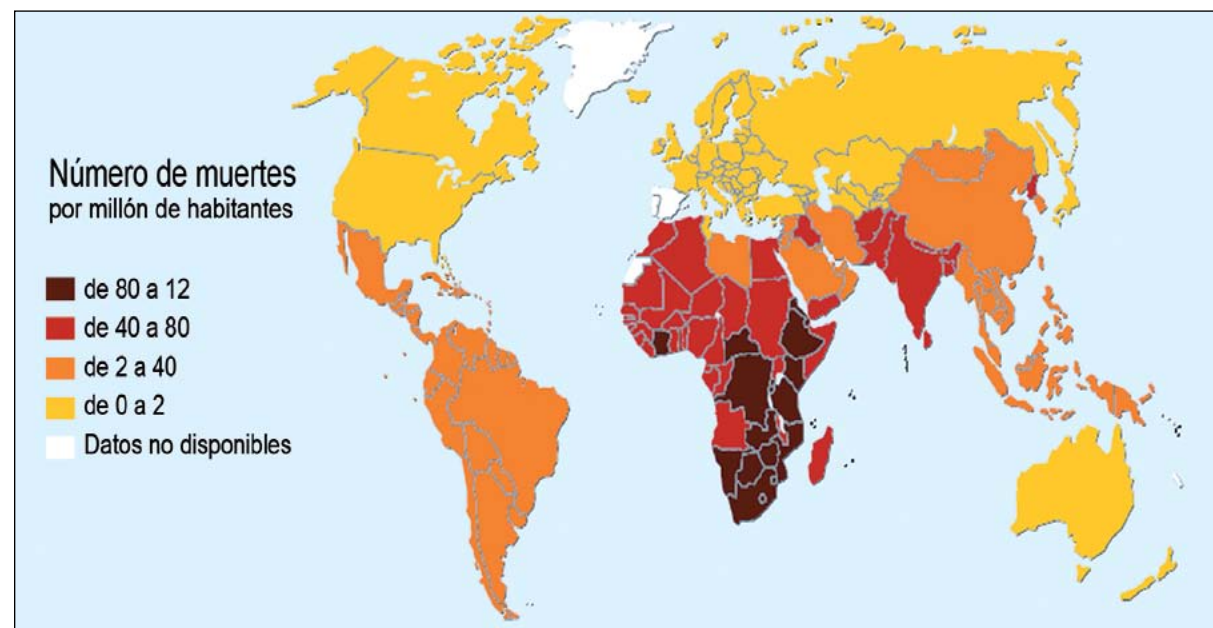 Número de muertes
por millón de habitantes
de 80 a 12
de 40 a 80
de 2 a 40
de 0 a 2
Datos no disponibles